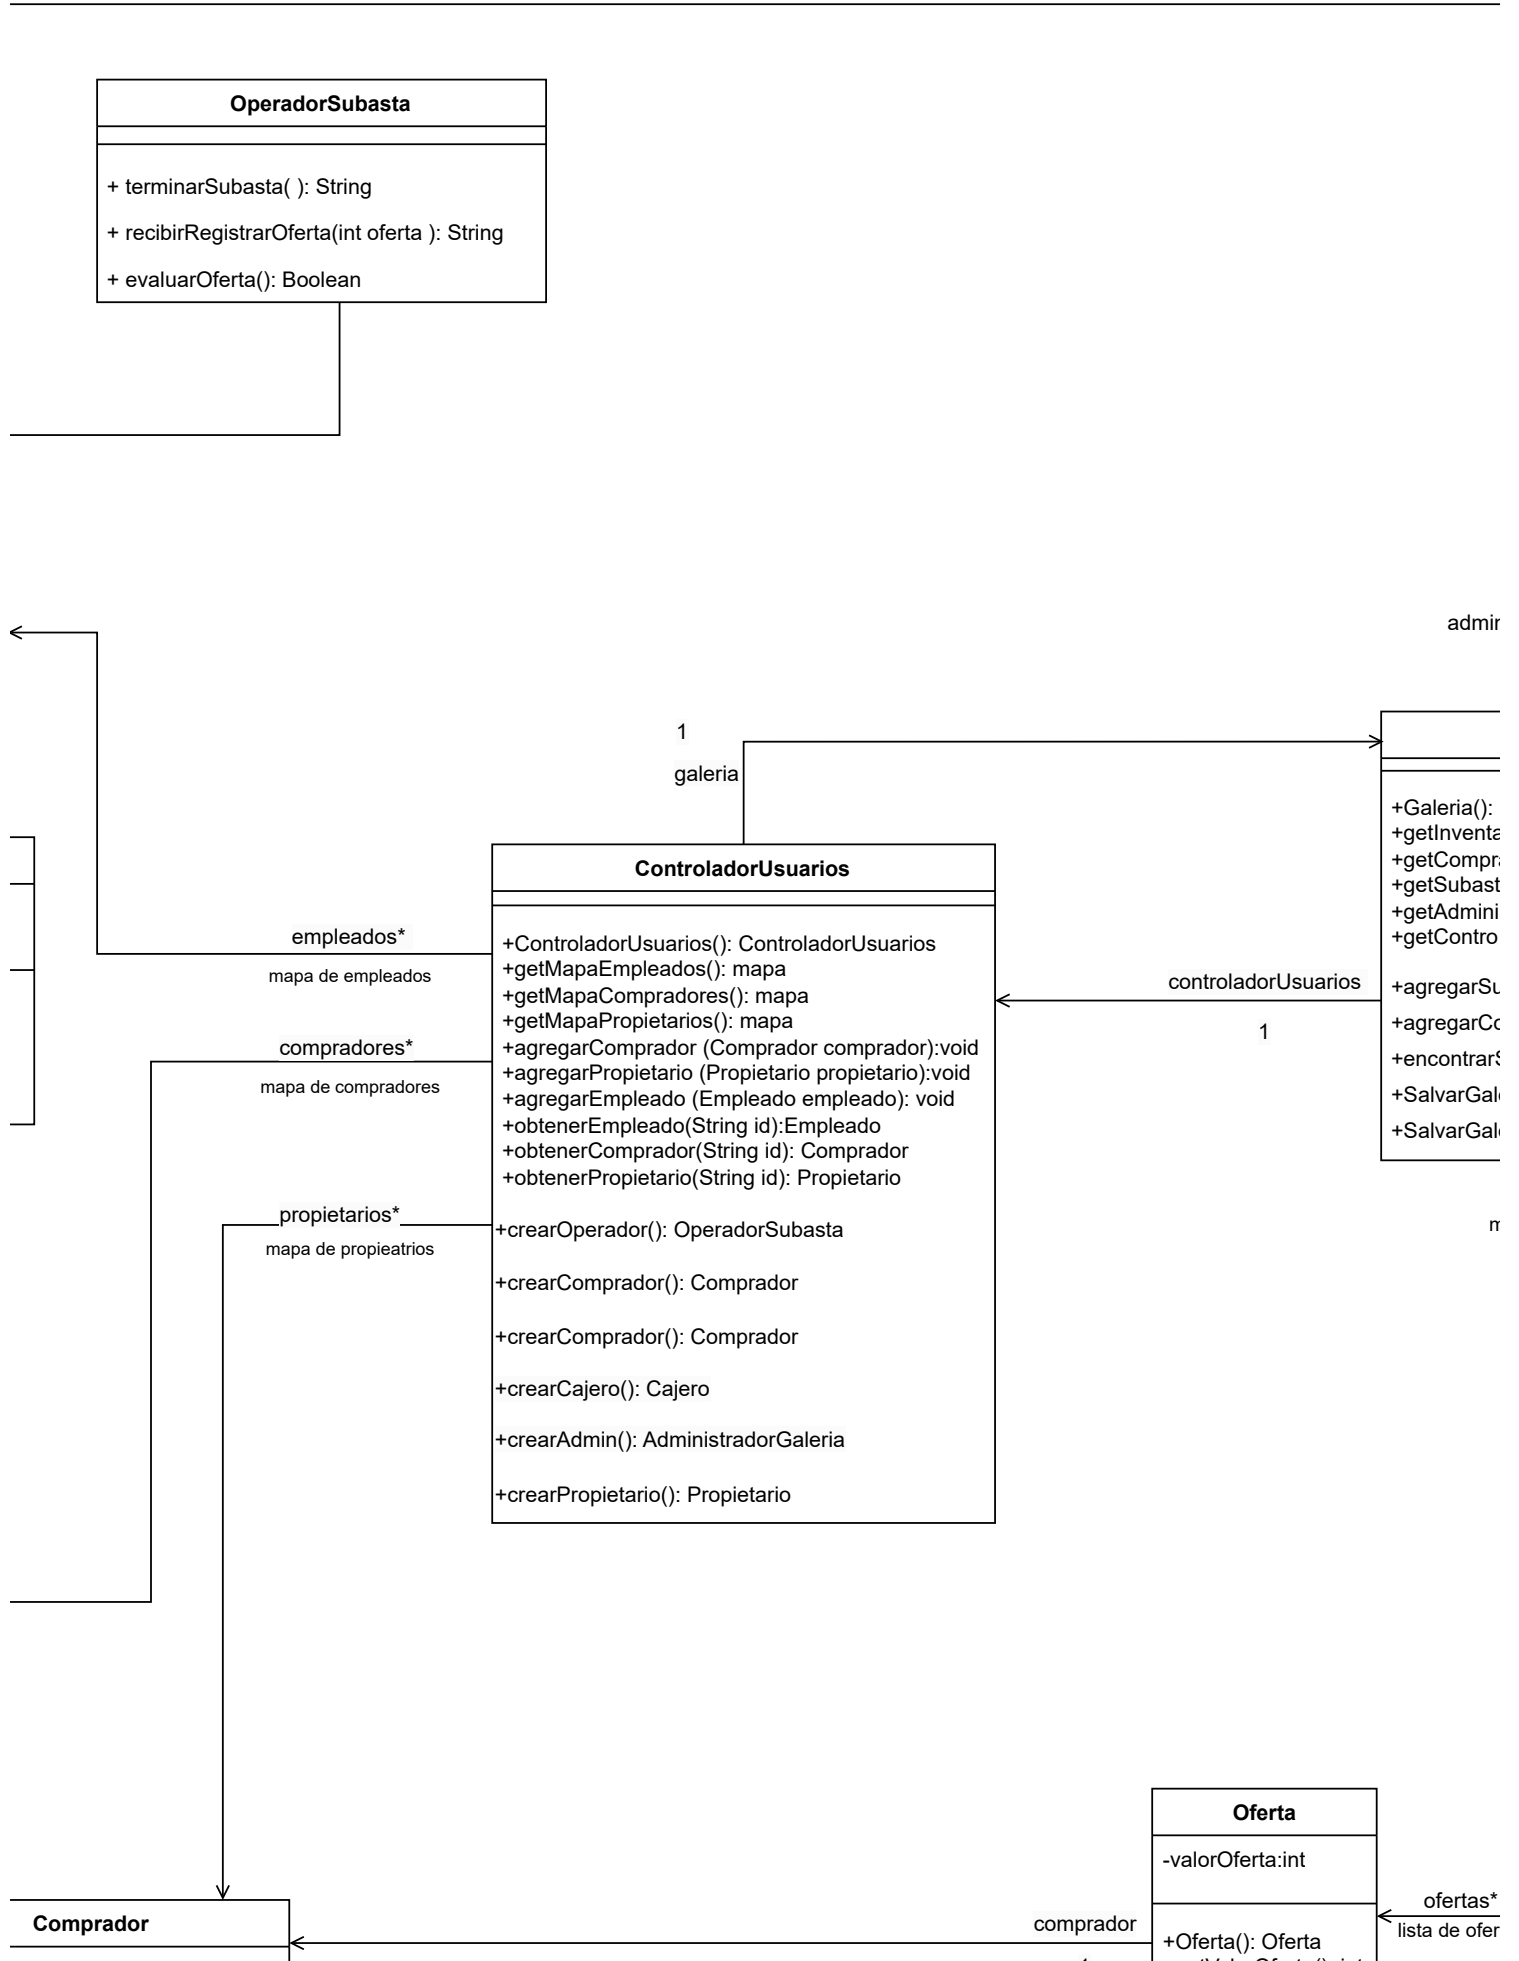 OperadorSubasta
+ terminarSubasta( ): String
+ recibirRegistrarOferta(int oferta ): String
+ evaluarOferta(): Boolean
1
galeria
+Galeria():
ControladorUsuarios
+ControladorUsuarios(): ControladorUsuarios
+getMapaEmpleados(): mapa
+getMapaCompradores(): mapa
+getMapaPropietarios(): mapa
+agregarComprador (Comprador comprador):void
+agregarPropietario (Propietario propietario):void
+agregarEmpleado (Empleado empleado): void
+obtenerEmpleado(String id):Empleado
+obtenerComprador(String id): Comprador
+obtenerPropietario(String id): Propietario
+crearOperador(): OperadorSubasta
+crearComprador(): Comprador
+crearComprador(): Comprador
+crearCajero(): Cajero
+crearAdmin(): AdministradorGaleria
+crearPropietario(): Propietario
empleados*
mapa de empleados
compradores*
mapa de compradores
propietarios*
mapa de propieatrios
controladorUsuarios
1
Oferta
-valorOferta:int
+Oferta(): Oferta
ofertas*
lista de
comprador
Comprador